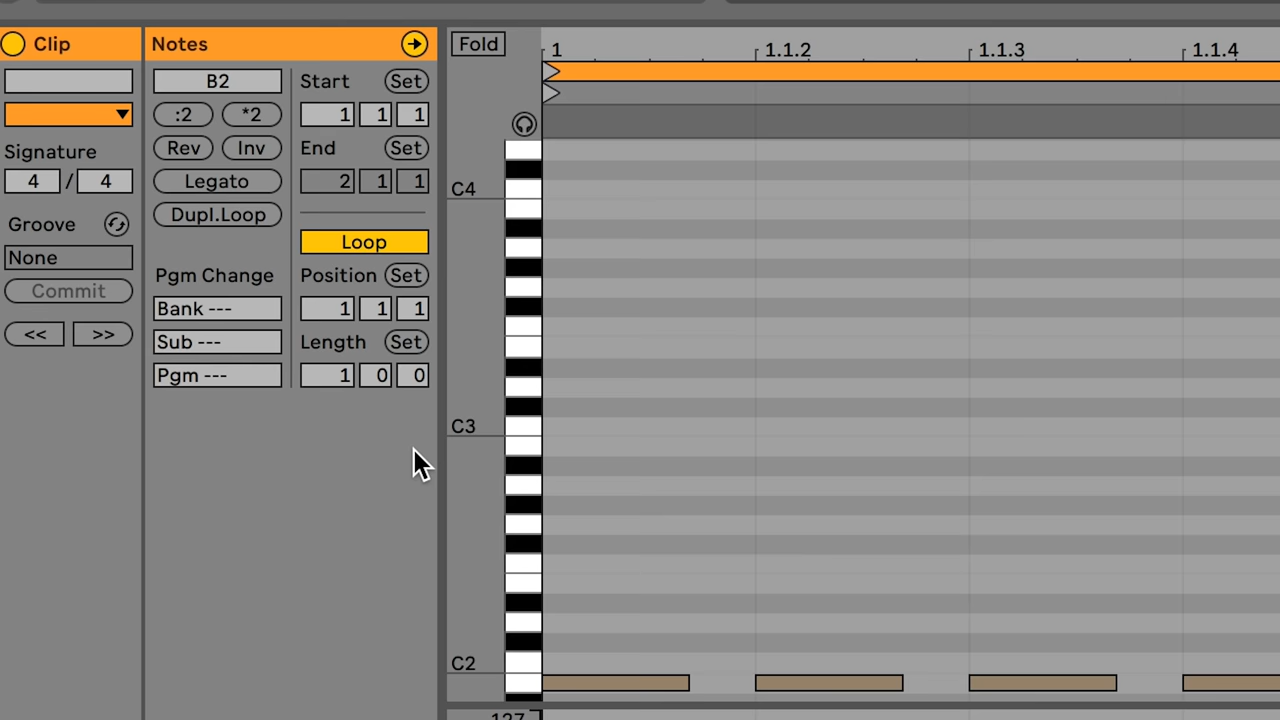 Clip
Notes
Fold
1
1.1.2
1.1.3
1.1.4
B2
Start
Set
:2
*2
1
1
1
Signature
Rev
Inv
End
Set
4
/
4
Legato
2
1
1
C4
Groove
Dupl.Loop
None
Loop
Commit
Pgm Change
Position
Set
<<
>>
Bank ---
1
1
1
Sub ---
Length
Set
Pgm ---
1
0
0
C3
C2